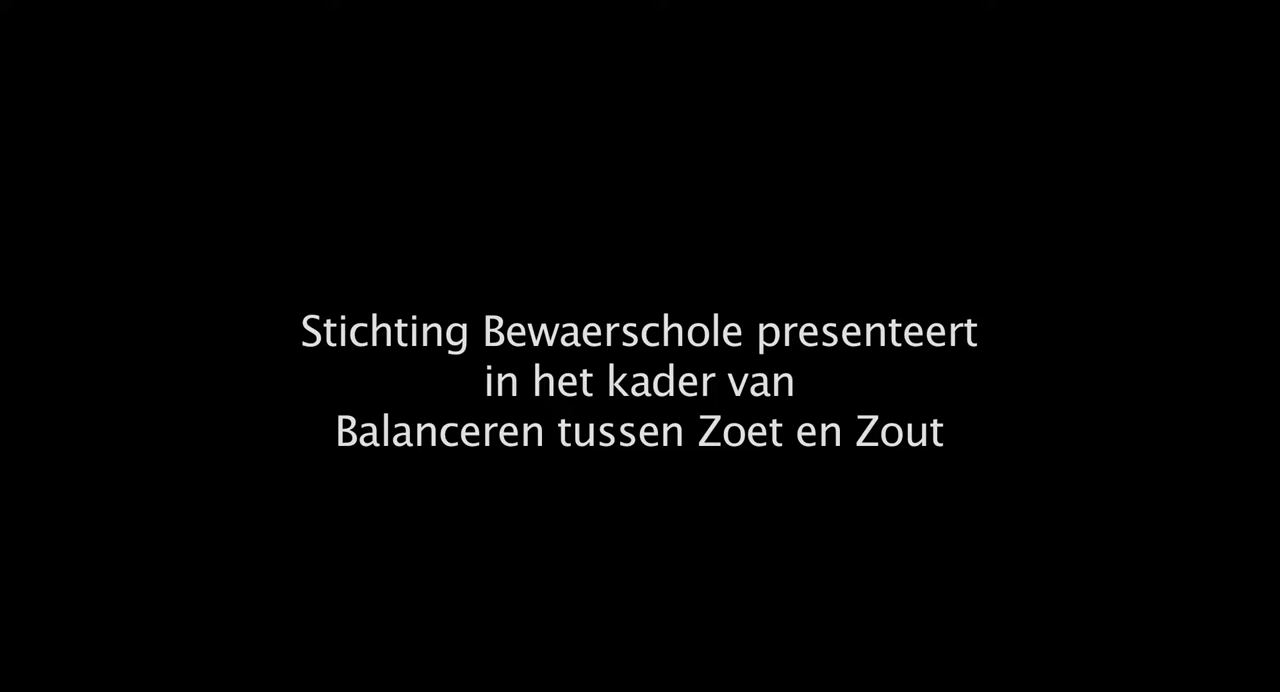 Stichting Bewaerschole presenteert
in het kader van
Balanceren tussen Zoet en Zout